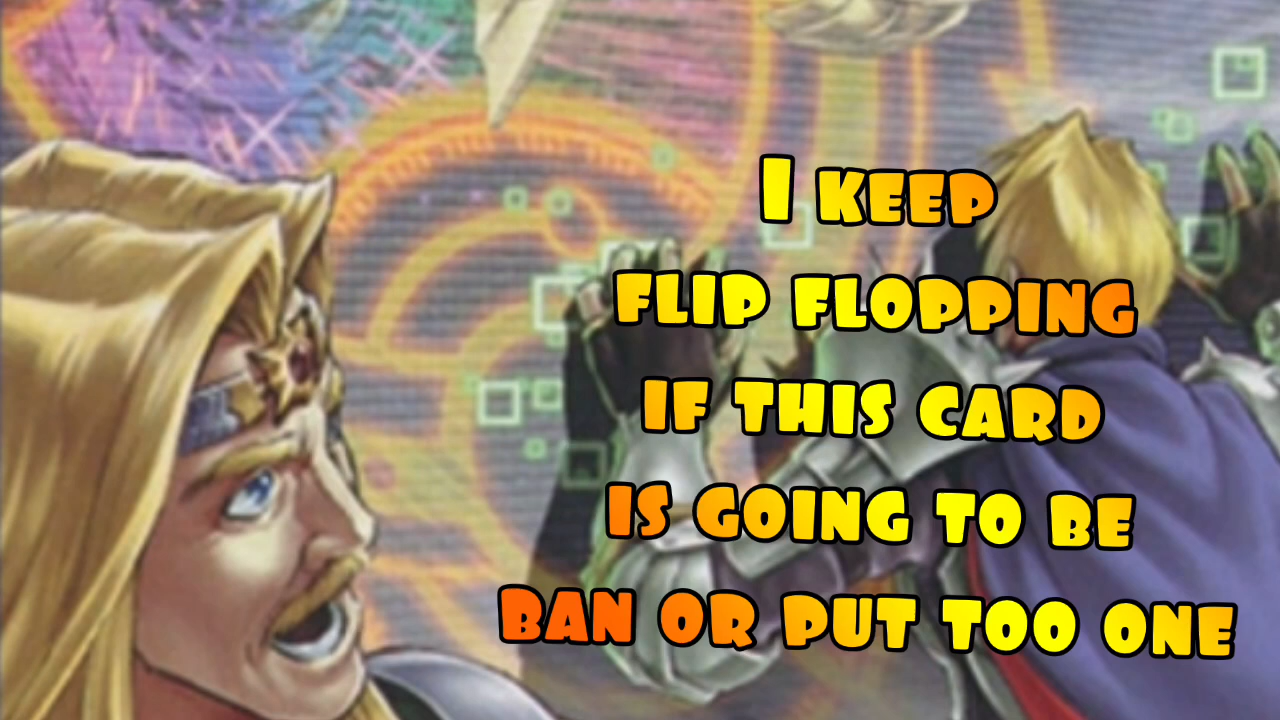 I KEEP
FLIP FLOPPING
IF THIS CARD
IS GOING TO BE
BAN OR PUT TOO ONE